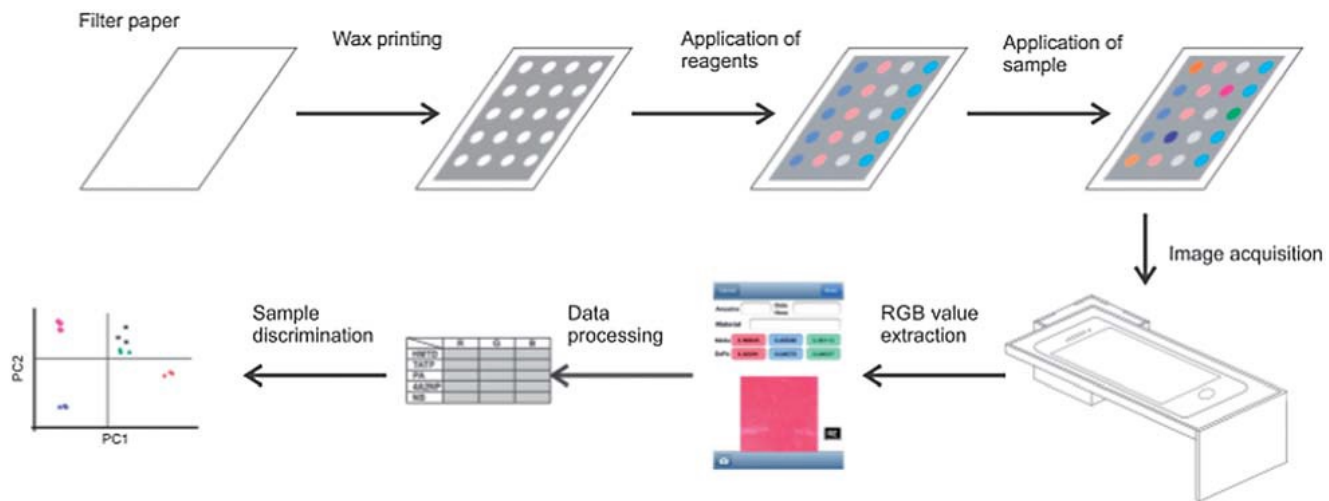 Filter paper
Wax printing
Application of
reagents
Application of
sample
Image acquisition
RGB value
extraction
Material
Data
processing
R G B
HMTD
TATP
PA
4A2NP
NB
Sample
discrimination
PC2
PC1